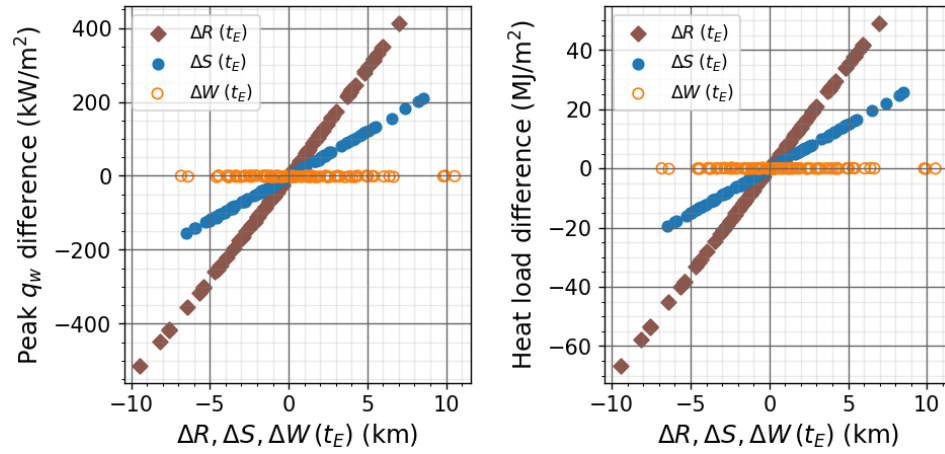 Peak q_w difference (kW/m²)
400
200
0
−200
−400
ΔR (t_E)
ΔS (t_E)
ΔW (t_E)
−10 −5 0 5 10
ΔR, ΔS, ΔW (t_E) (km)
Heat load difference (MJ/m²)
40
20
0
−20
−40
−60
ΔR (t_E)
ΔS (t_E)
ΔW (t_E)
−10 −5 0 5 10
ΔR, ΔS, ΔW (t_E) (km)